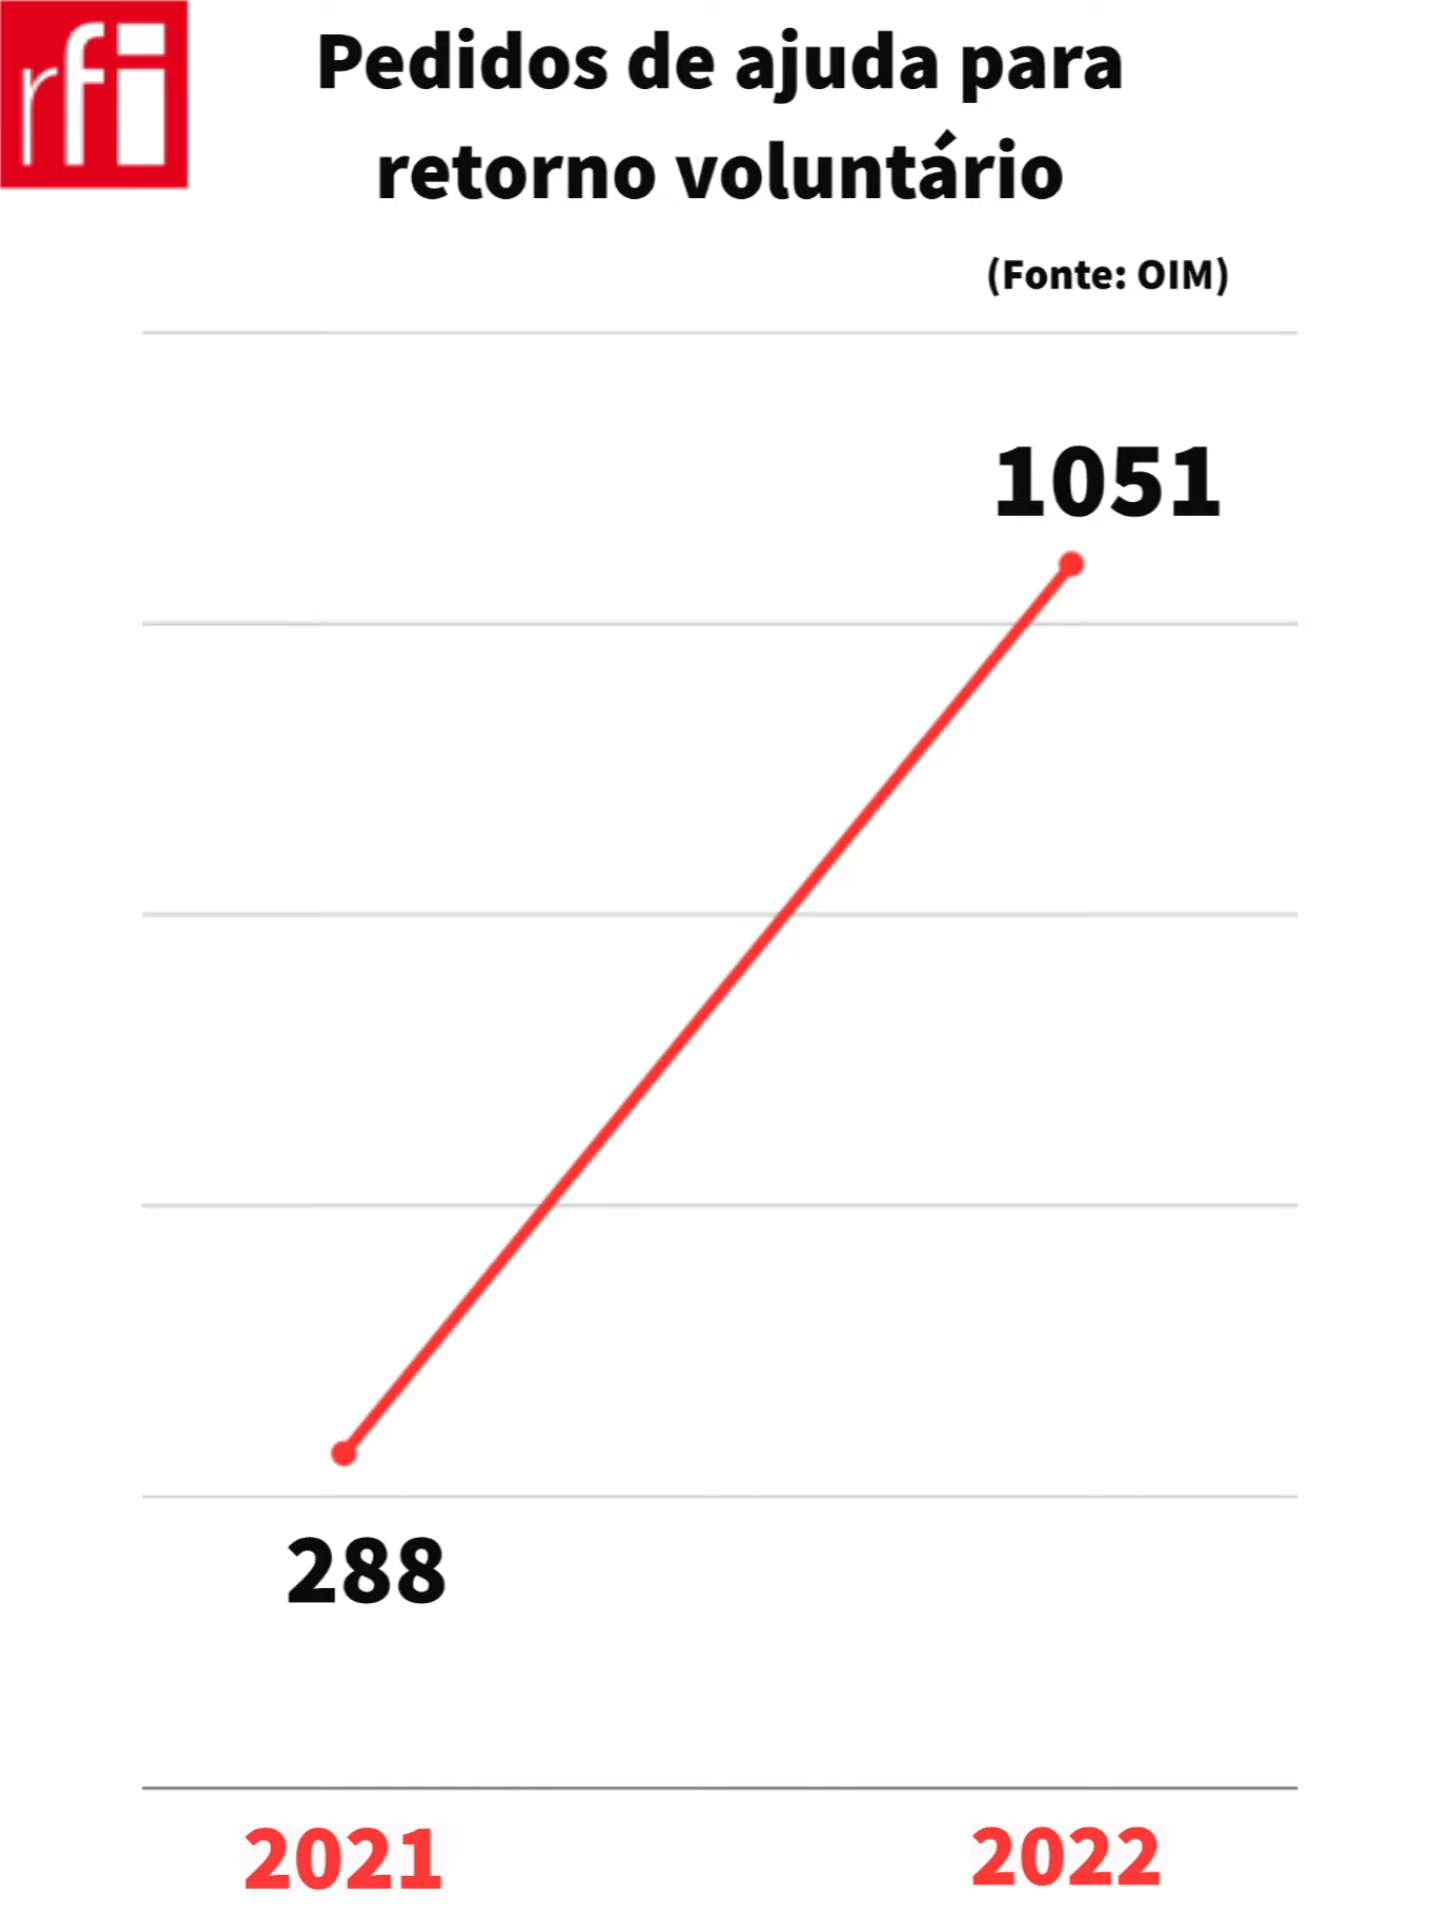 rfi
Pedidos de ajuda para
retorno voluntário
(Fonte: OIM)
1051
288
2021
2022